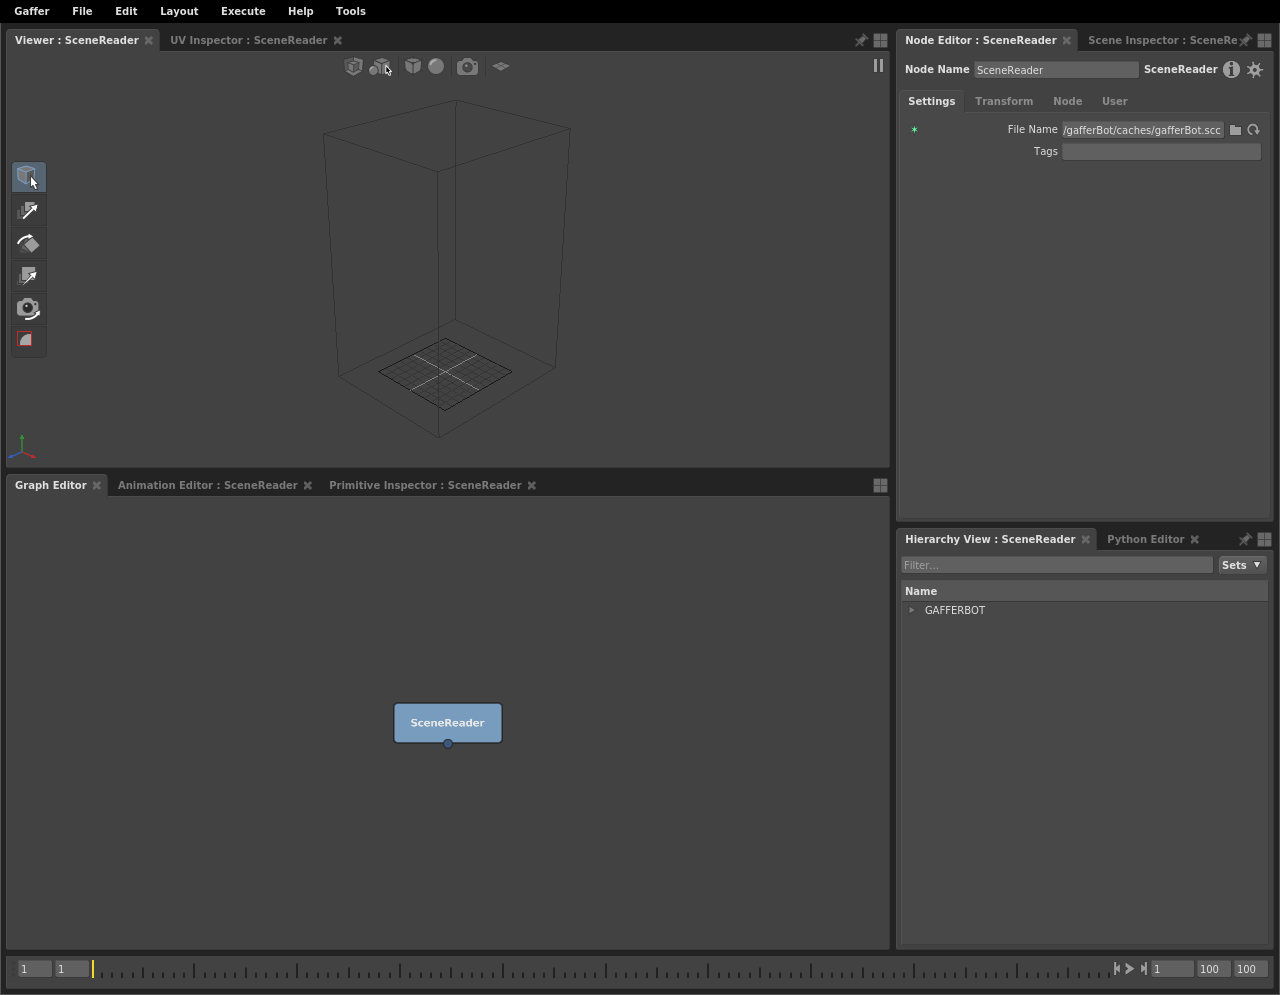 Gaffer File Edit Layout Execute Help Tools
Viewer : SceneReader UV Inspector : SceneReader
Node Editor : SceneReader Scene Inspector : SceneRe
Node Name SceneReader SceneReader
Settings Transform Node User
File Name /gafferBot/caches/gafferBot.scc
Tags
Graph Editor Animation Editor : SceneReader Primitive Inspector : SceneReader
SceneReader
Hierarchy View : SceneReader Python Editor
Filter... Sets
Name
GAFFERBOT
1 1 1 100 100